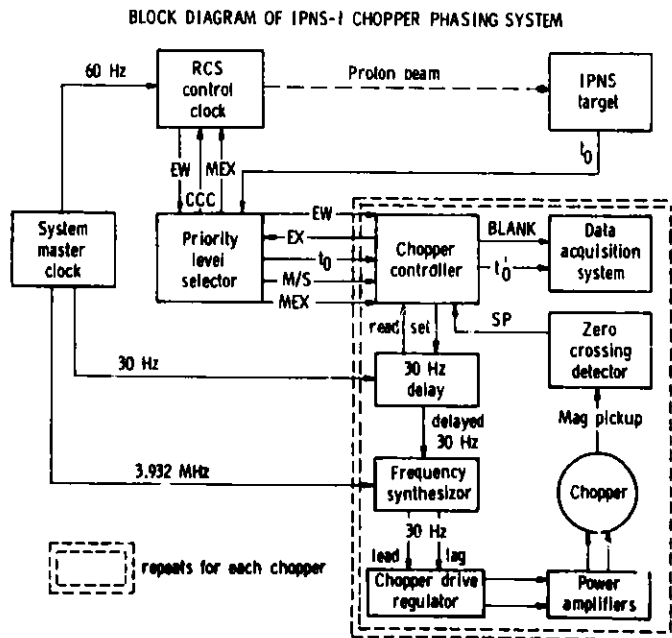 BLOCK DIAGRAM OF IPNS-I CHOPPER PHASING SYSTEM
60 Hz
RCS
control
clock
Proton beam
IPNS
target
t0
EW
CCC
MEX
System
master
clock
Priority
level
selector
EW
EX
t0
M/S
MEX
Chopper
controller
BLANK
t0'
Data
acquisition
system
read
set
SP
Zero
crossing
detector
30 Hz
30 Hz
delay
Mag pickup
delayed
30 Hz
3.932 MHz
Frequency
synthesizor
Chopper
30 Hz
lead
lag
repeats for each chopper
Chopper drive
regulator
Power
amplifiers